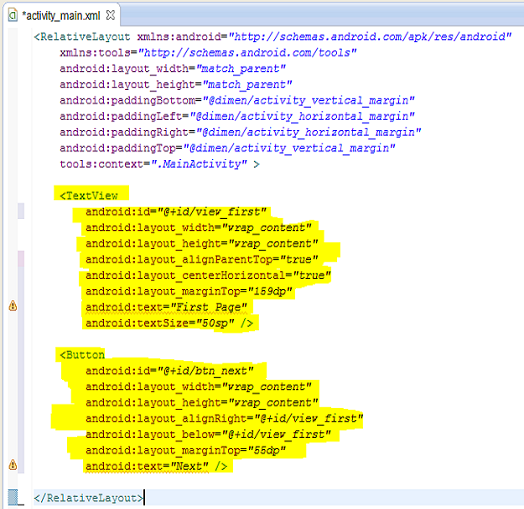 *activity_main.xml
<RelativeLayout xmlns:android="http://schemas.android.com/apk/res/android"
    xmlns:tools="http://schemas.android.com/tools"
    android:layout_width="match_parent"
    android:layout_height="match_parent"
    android:paddingBottom="@dimen/activity_vertical_margin"
    android:paddingLeft="@dimen/activity_horizontal_margin"
    android:paddingRight="@dimen/activity_horizontal_margin"
    android:paddingTop="@dimen/activity_vertical_margin"
    tools:context=".MainActivity" >
    <TextView
        android:id="@+id/view_first"
        android:layout_width="wrap_content"
        android:layout_height="wrap_content"
        android:layout_alignParentTop="true"
        android:layout_centerHorizontal="true"
        android:layout_marginTop="159dp"
        android:text="First Page"
        android:textSize="50sp" />
    <Button
        android:id="@+id/btn_next"
        android:layout_width="wrap_content"
        android:layout_height="wrap_content"
        android:layout_alignRight="@+id/view_first"
        android:layout_below="@+id/view_first"
        android:layout_marginTop="55dp"
        android:text="Next" />
</RelativeLayout>